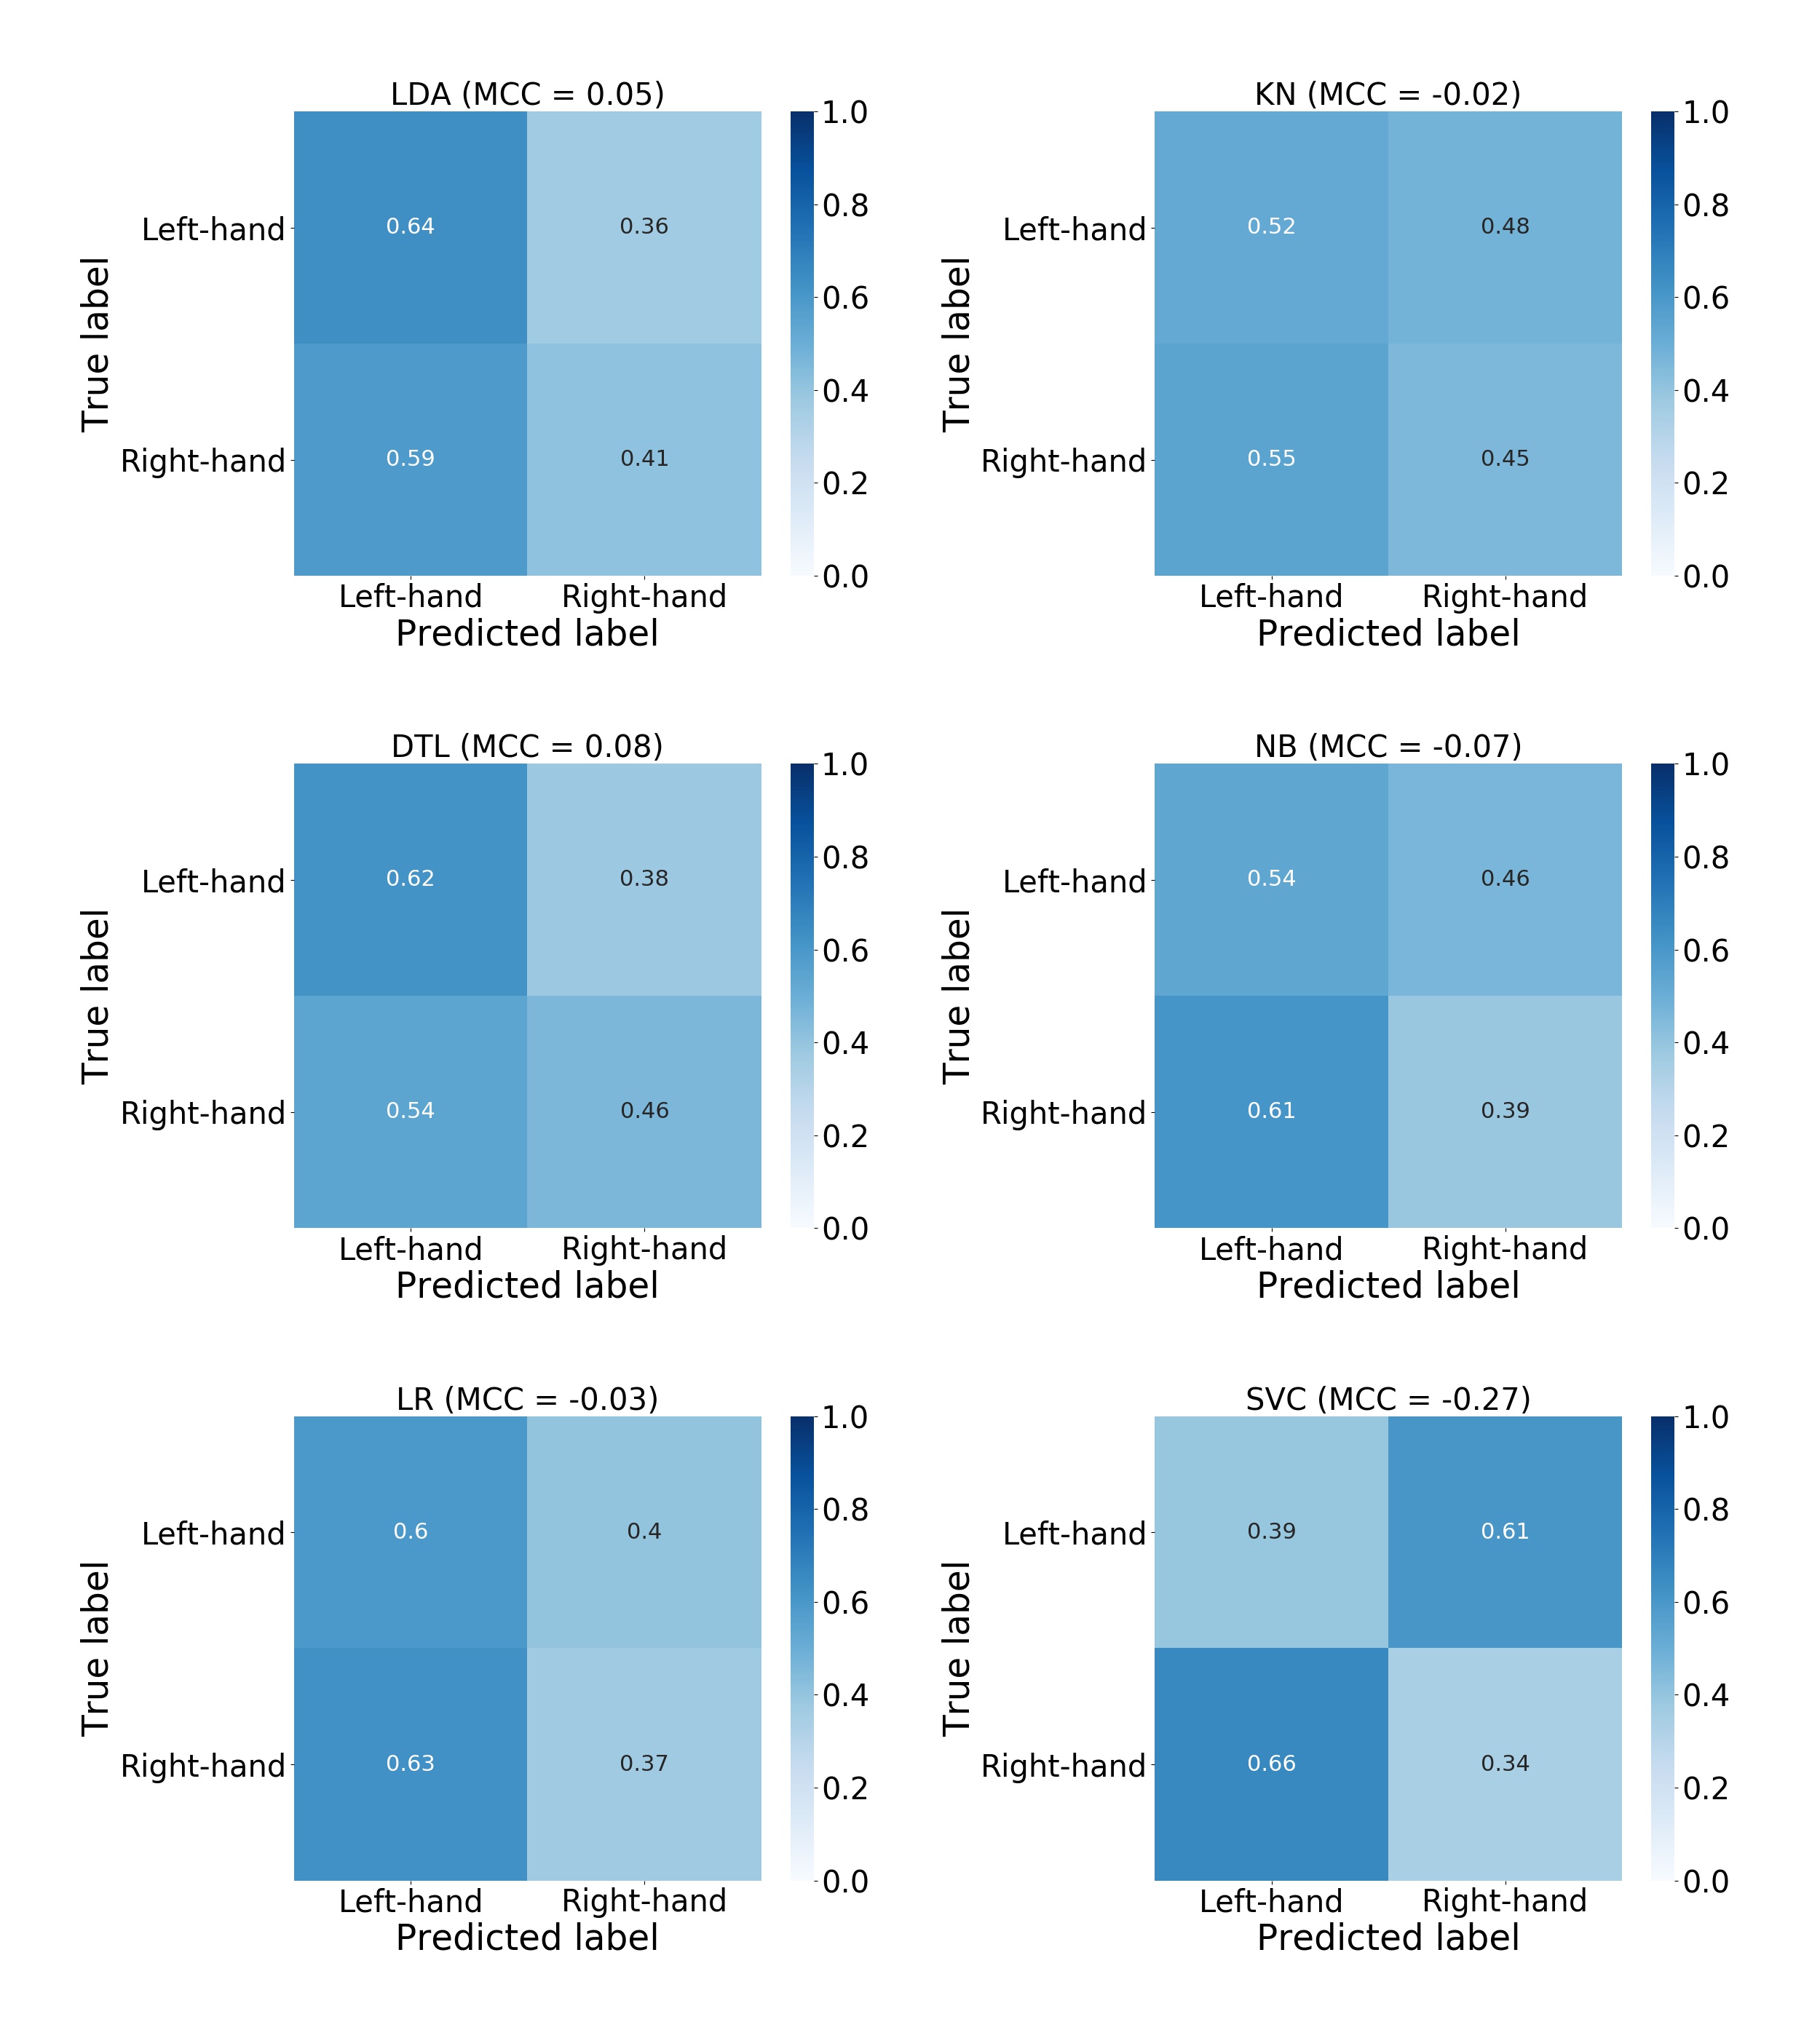 LDA (MCC = 0.05)
1.0
0.8
Left-hand
0.64
0.36
0.6
True label
0.4
Right-hand
0.59
0.41
0.2
0.0
Left-hand
Right-hand
Predicted label
KN (MCC = -0.02)
1.0
0.8
Left-hand
0.52
0.48
0.6
True label
0.4
Right-hand
0.55
0.45
0.2
0.0
Left-hand
Right-hand
Predicted label
DTL (MCC = 0.08)
1.0
0.8
Left-hand
0.62
0.38
0.6
True label
0.4
Right-hand
0.54
0.46
0.2
0.0
Left-hand
Right-hand
Predicted label
NB (MCC = -0.07)
1.0
0.8
Left-hand
0.54
0.46
0.6
True label
0.4
Right-hand
0.61
0.39
0.2
0.0
Left-hand
Right-hand
Predicted label
LR (MCC = -0.03)
1.0
0.8
Left-hand
0.6
0.4
0.6
True label
0.4
Right-hand
0.63
0.37
0.2
0.0
Left-hand
Right-hand
Predicted label
SVC (MCC = -0.27)
1.0
0.8
Left-hand
0.39
0.61
0.6
True label
0.4
Right-hand
0.66
0.34
0.2
0.0
Left-hand
Right-hand
Predicted label